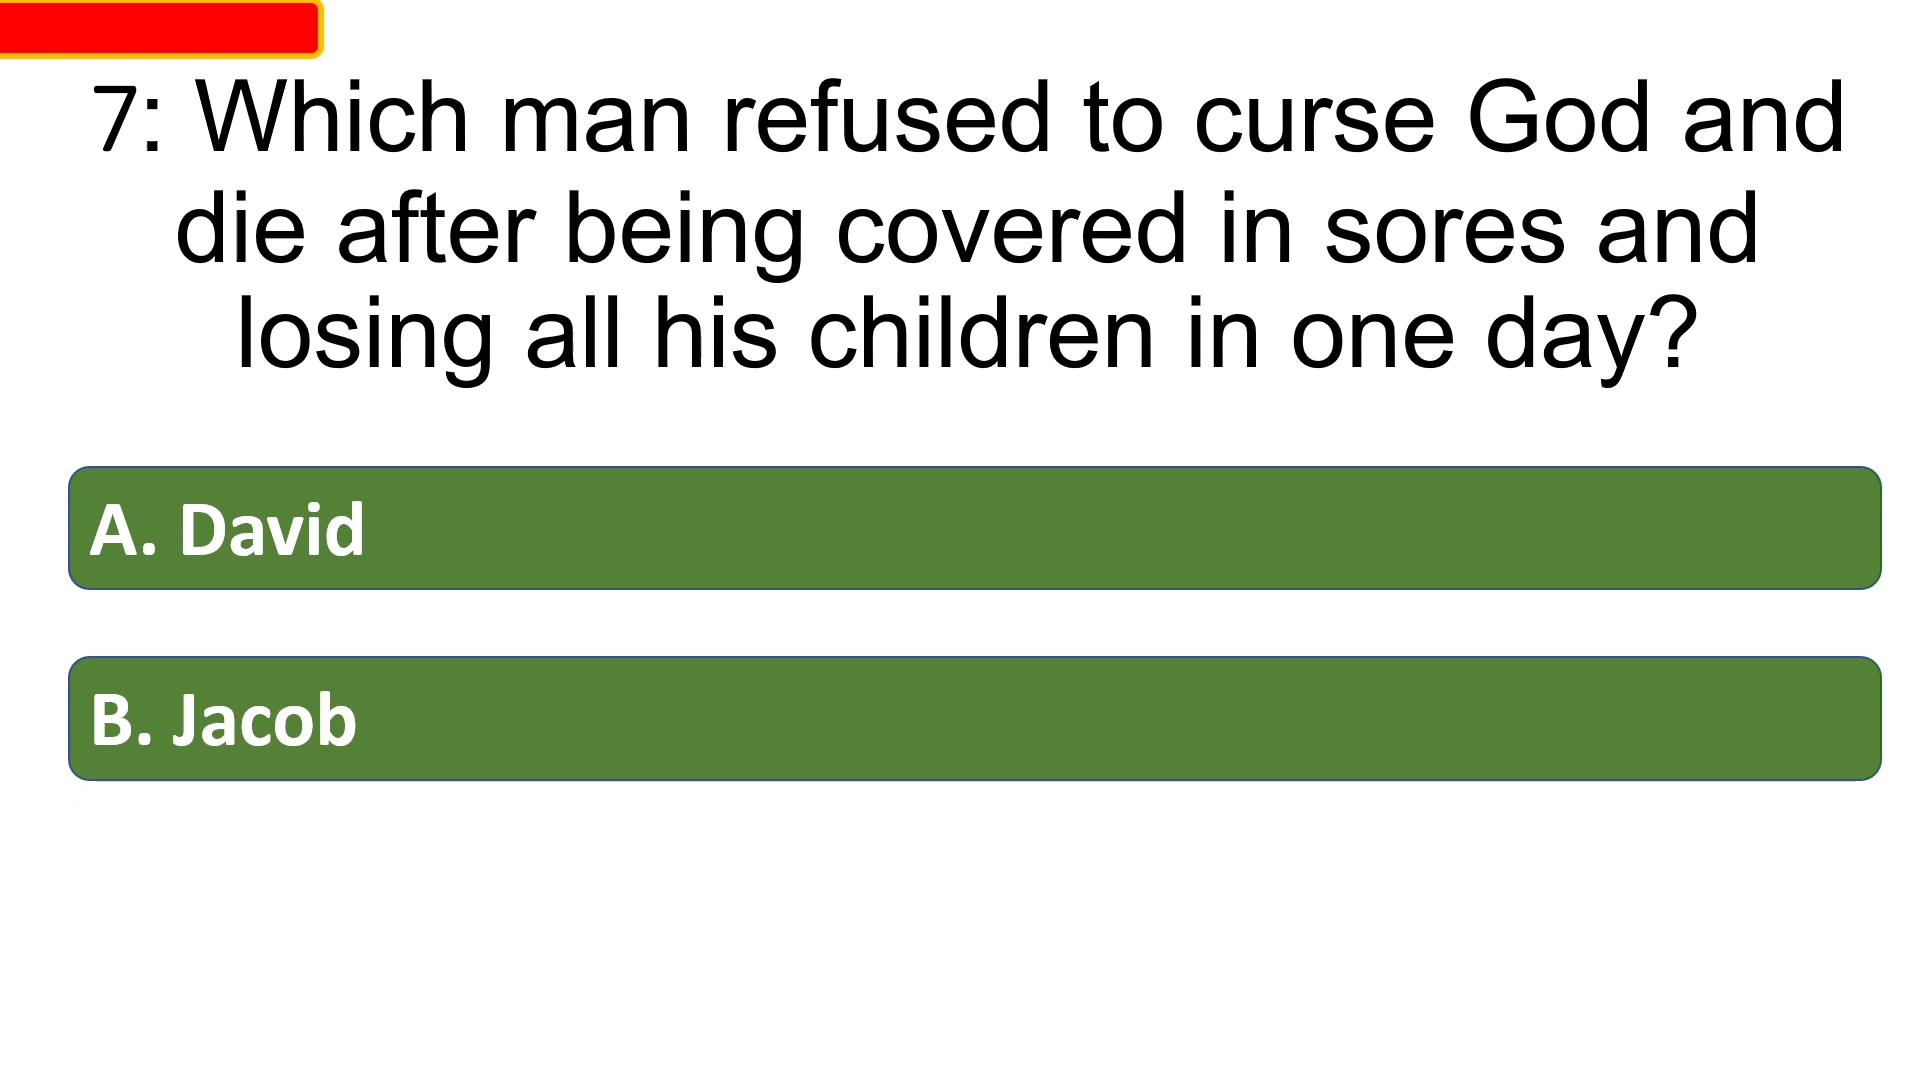 7: Which man refused to curse God and
die after being covered in sores and
losing all his children in one day?
A. David
B. Jacob